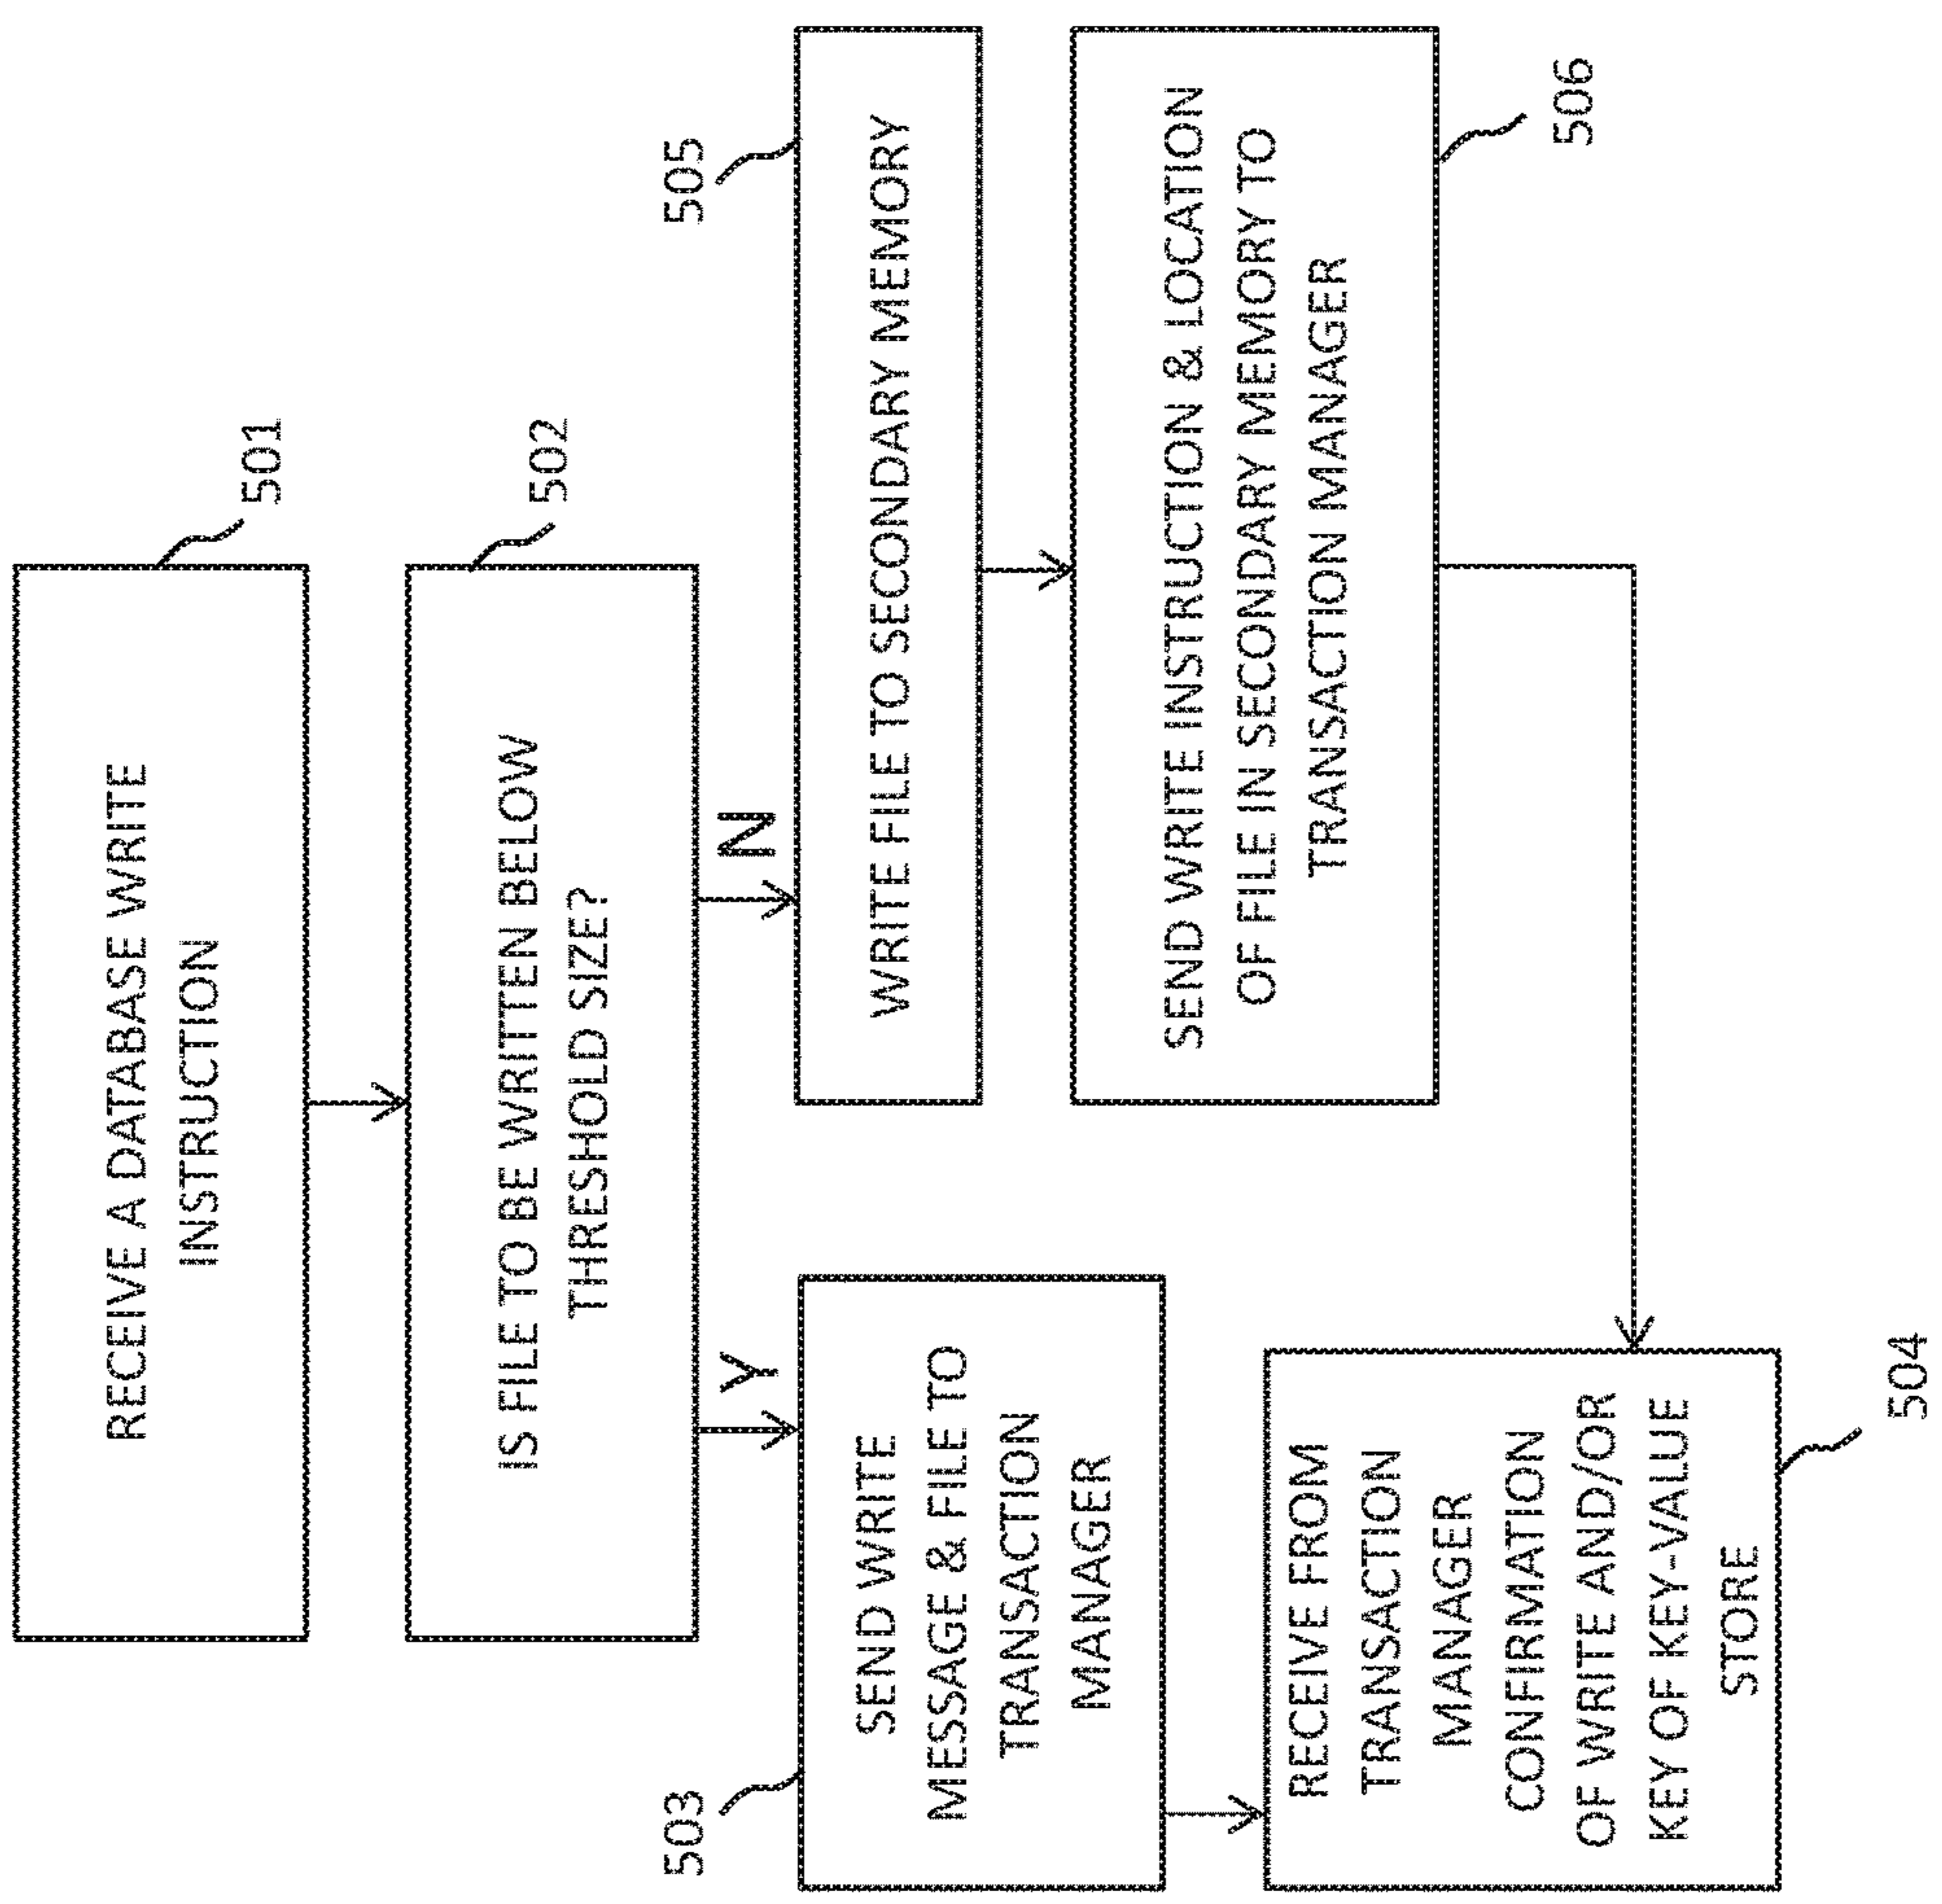 RECEIVE A DATABASE WRITE
INSTRUCTION
501
IS FILE TO BE WRITTEN BELOW
THRESHOLD SIZE?
502
Y
N
503
SEND WRITE
MESSAGE & FILE TO
TRANSACTION
MANAGER
505
WRITE FILE TO SECONDARY MEMORY
SEND WRITE INSTRUCTION & LOCATION
OF FILE IN SECONDARY MEMORY TO
TRANSACTION MANAGER
506
RECEIVE FROM
TRANSACTION
MANAGER
CONFIRMATION
OF WRITE AND/OR
KEY OF KEY-VALUE
STORE
504